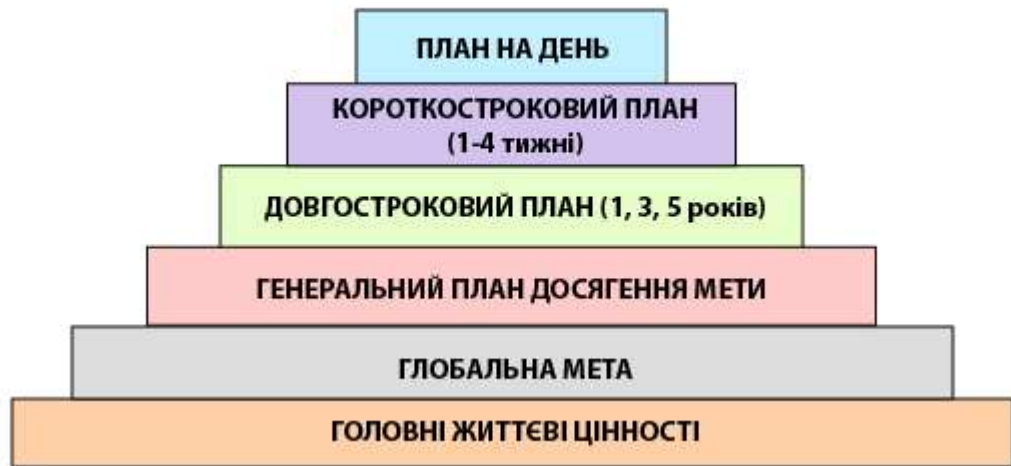 ПЛАН НА ДЕНЬ
КОРОТКОСТРОКОВИЙ ПЛАН
(1-4 тижні)
ДОВГОСТРОКОВИЙ ПЛАН (1, 3, 5 років)
ГЕНЕРАЛЬНИЙ ПЛАН ДОСЯГЕННЯ МЕТИ
ГЛОБАЛЬНА МЕТА
ГОЛОВНІ ЖИТТЄВІ ЦІННОСТІ